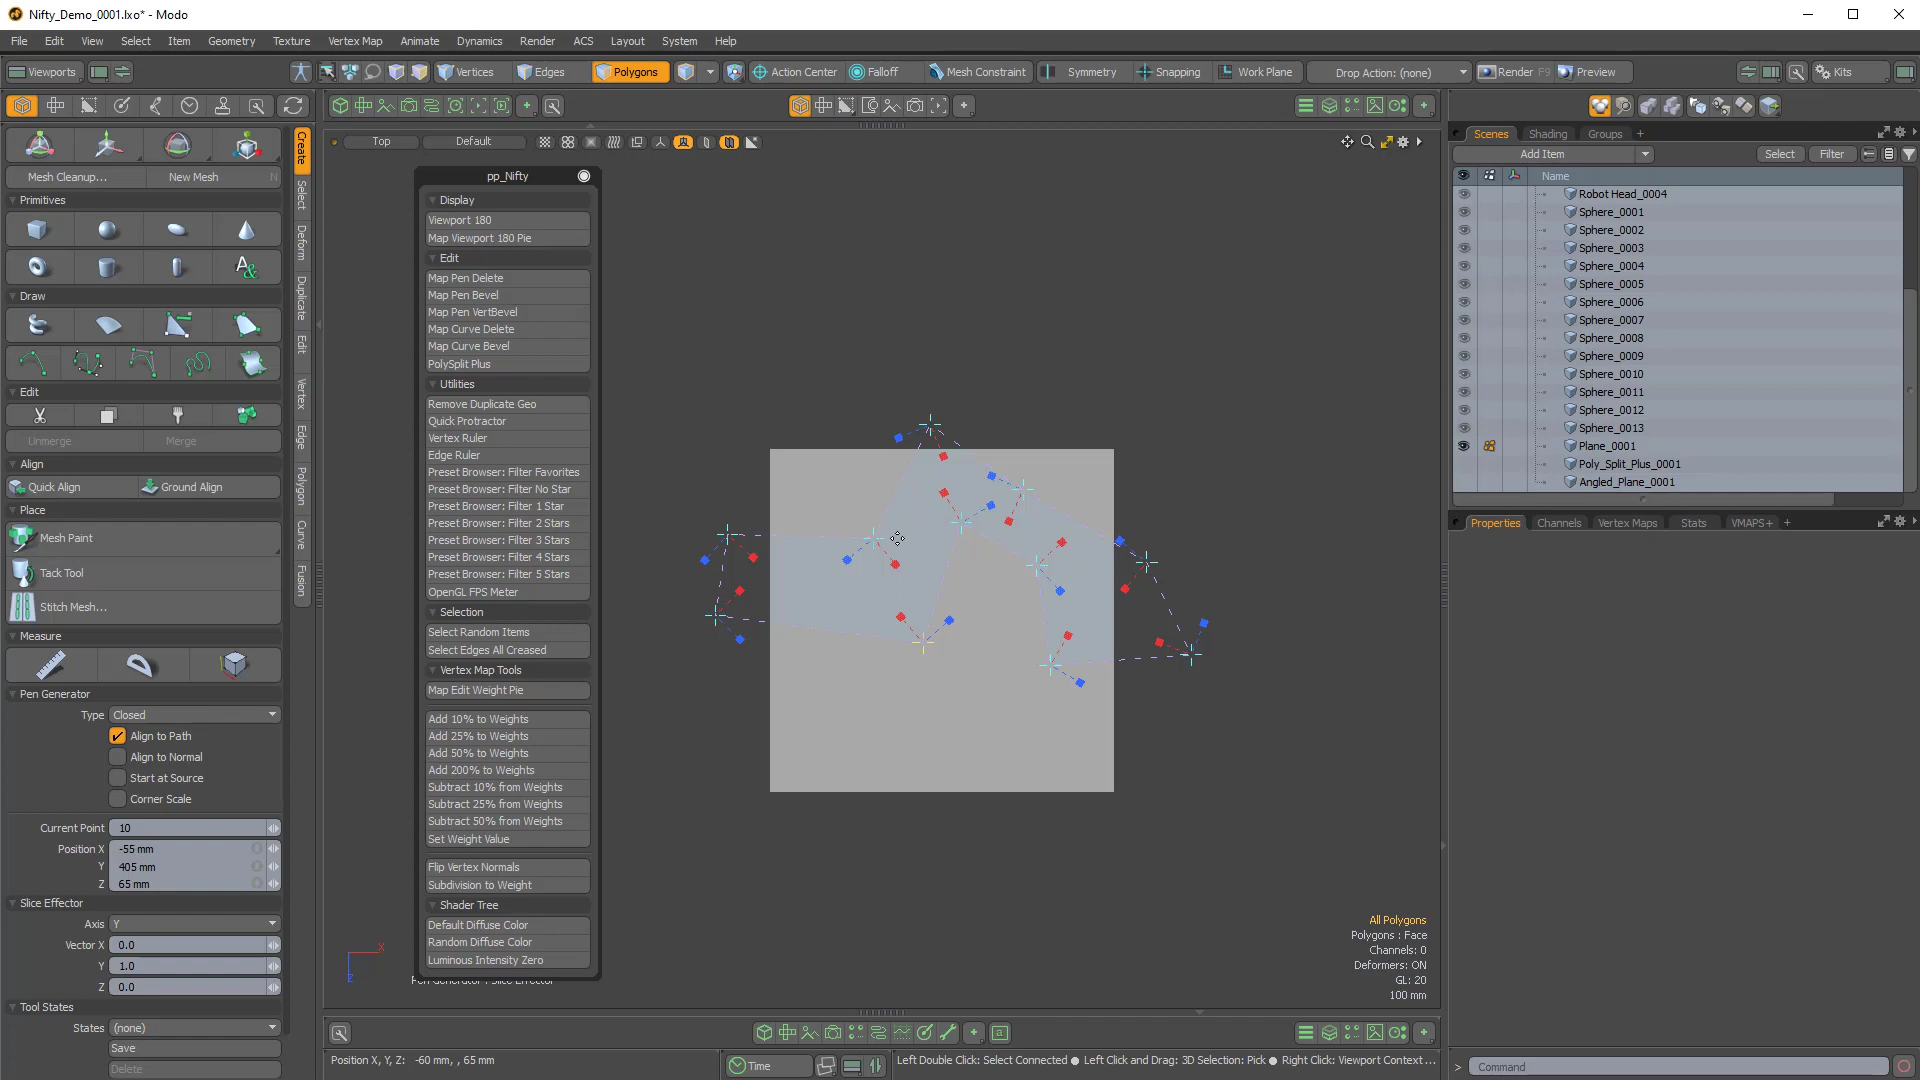 Nifty_Demo_0001.lxo* - Modo
File Edit View Select Item Geometry Texture Vertex Map Animate Dynamics Render ACS Layout System Help
Viewports Vertices Edges Polygons Action Center Falloff Mesh Constraint Symmetry Snapping Work Plane Drop Action: (none) Render F9 Preview Kits
Mesh Cleanup... New Mesh N
Primitives
Draw
Edit
Unmerge Merge
Align
Quick Align Ground Align
Place
Mesh Paint
Tack Tool
Stitch Mesh...
Measure
Pen Generator
Type Closed
Align to Path
Align to Normal
Start at Source
Corner Scale
Current Point 10
Position X -55 mm
Y 405 mm
Z 65 mm
Slice Effector
Axis Y
Vector X 0.0
Y 1.0
Z 0.0
Tool States
States (none)
Save
Delete
Create
Select
Deform
Duplicate
Edit
Vertex
Edge
Polygon
Curve
Fusion
Top Default
pp_Nifty
Display
Viewport 180
Map Viewport 180 Pie
Edit
Map Pen Delete
Map Pen Bevel
Map Pen VertBevel
Map Curve Delete
Map Curve Bevel
PolySplit Plus
Utilities
Remove Duplicate Geo
Quick Protractor
Vertex Ruler
Edge Ruler
Preset Browser: Filter Favorites
Preset Browser: Filter No Star
Preset Browser: Filter 1 Star
Preset Browser: Filter 2 Stars
Preset Browser: Filter 3 Stars
Preset Browser: Filter 4 Stars
Preset Browser: Filter 5 Stars
OpenGL FPS Meter
Selection
Select Random Items
Select Edges All Creased
Vertex Map Tools
Map Edit Weight Pie
Add 10% to Weights
Add 25% to Weights
Add 50% to Weights
Add 200% to Weights
Subtract 10% from Weights
Subtract 25% from Weights
Subtract 50% from Weights
Set Weight Value
Flip Vertex Normals
Subdivision to Weight
Shader Tree
Default Diffuse Color
Random Diffuse Color
Luminous Intensity Zero
Pen Generator : Slice Effector
X
Z
All Polygons
Polygons : Face
Channels: 0
Deformers: ON
GL: 20
100 mm
Position X, Y, Z: -60 mm, , 65 mm
Time
Left Double Click: Select Connected ● Left Click and Drag: 3D Selection: Pick ● Right Click: Viewport Context ...
Scenes Shading Groups +
Add Item Select Filter
Name
Robot Head_0004
Sphere_0001
Sphere_0002
Sphere_0003
Sphere_0004
Sphere_0005
Sphere_0006
Sphere_0007
Sphere_0008
Sphere_0009
Sphere_0010
Sphere_0011
Sphere_0012
Sphere_0013
Plane_0001
Poly_Split_Plus_0001
Angled_Plane_0001
Properties Channels Vertex Maps Stats VMAPS+ +
> Command